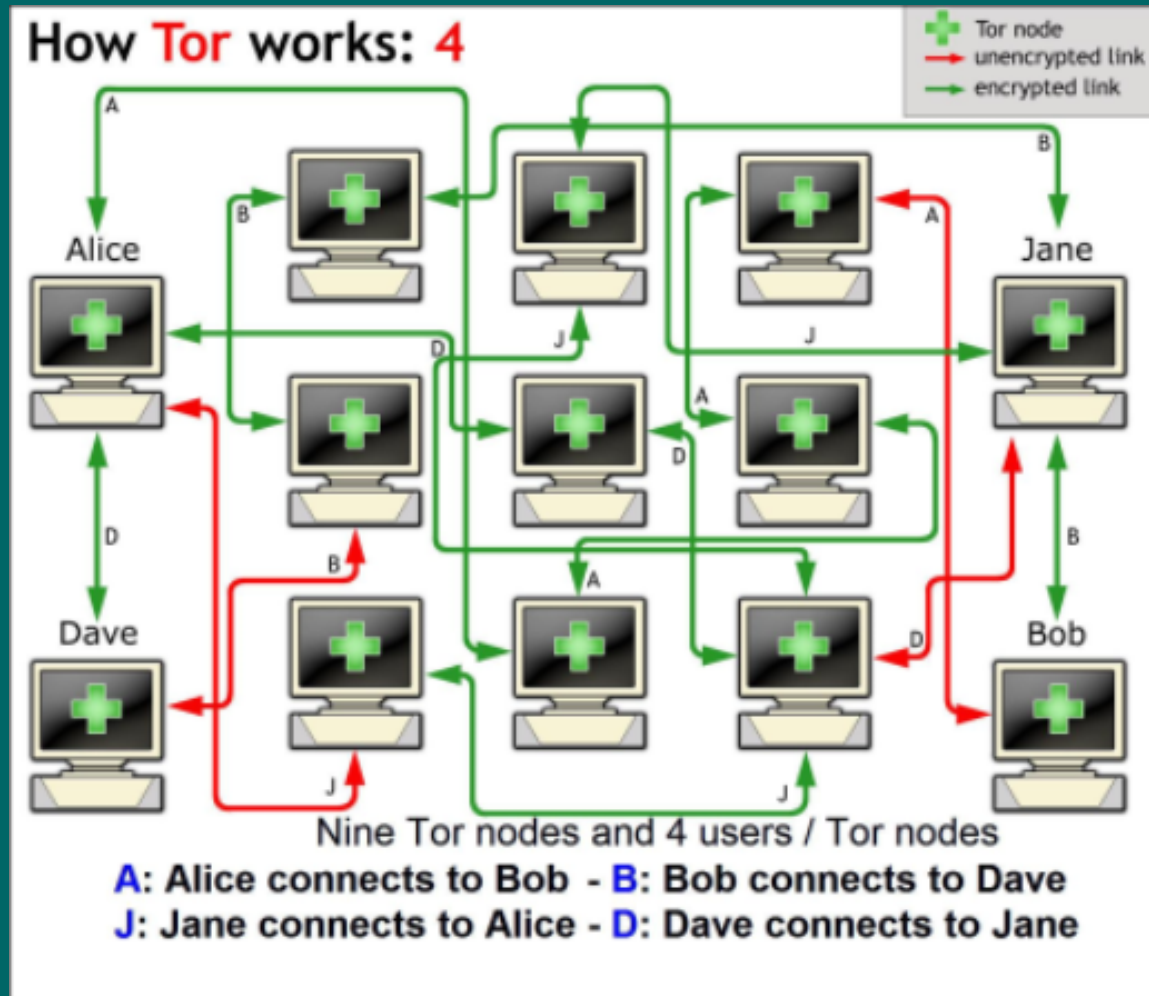 How Tor works: 4
Tor node
unencrypted link
encrypted link
A
B
B
A
Alice
Jane
J
J
D
A
D
D
B
B
A
Dave
D
Bob
J
J
Nine Tor nodes and 4 users / Tor nodes
A: Alice connects to Bob - B: Bob connects to Dave
J: Jane connects to Alice - D: Dave connects to Jane